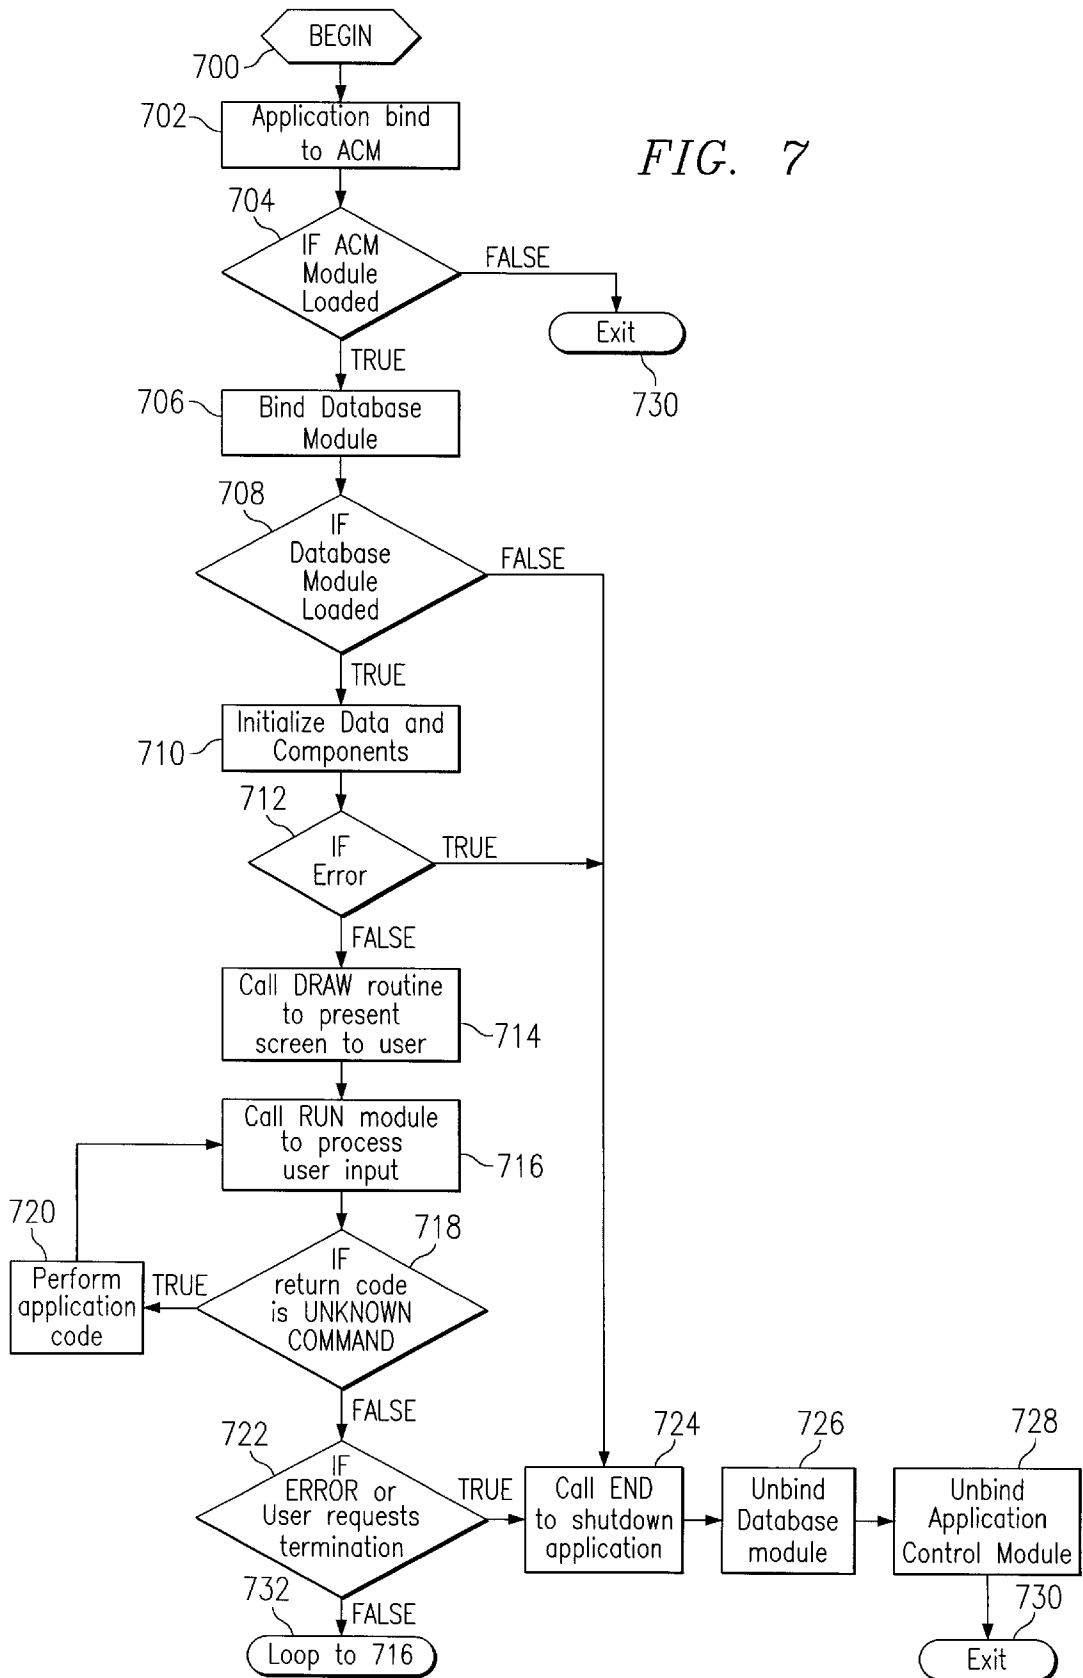 BEGIN
700
702
Application bind
to ACM
FIG. 7
704
IF ACM
Module
Loaded
FALSE
Exit
730
TRUE
706
Bind Database
Module
708
IF
Database
Module
Loaded
FALSE
TRUE
710
Initialize Data and
Components
712
IF
Error
TRUE
FALSE
Call DRAW routine
to present
screen to user
714
Call RUN module
to process
user input
716
720
Perform
application
code
TRUE
718
IF
return code
is UNKNOWN
COMMAND
FALSE
722
IF
ERROR or
User requests
termination
TRUE
724
Call END
to shutdown
application
726
Unbind
Database
module
728
Unbind
Application
Control Module
FALSE
732
Loop to 716
730
Exit